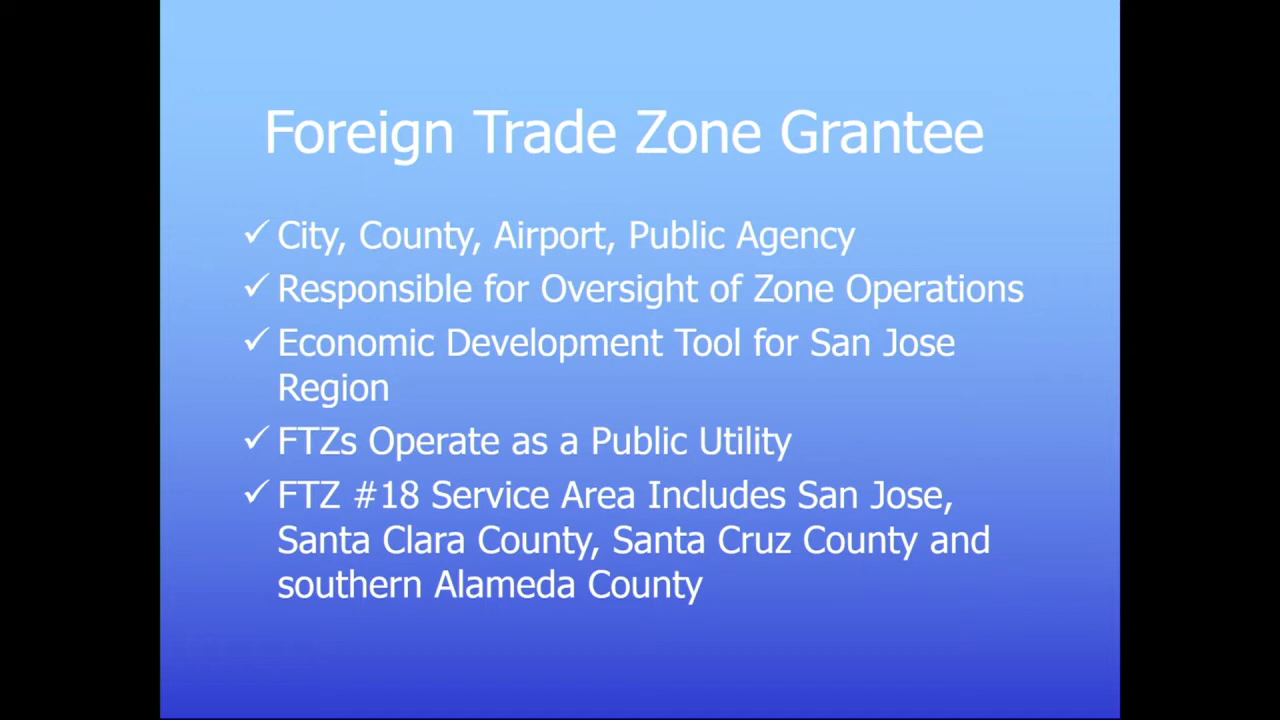 Foreign Trade Zone Grantee
✓ City, County, Airport, Public Agency
✓ Responsible for Oversight of Zone Operations
✓ Economic Development Tool for San Jose
Region
✓ FTZs Operate as a Public Utility
✓ FTZ #18 Service Area Includes San Jose,
Santa Clara County, Santa Cruz County and
southern Alameda County